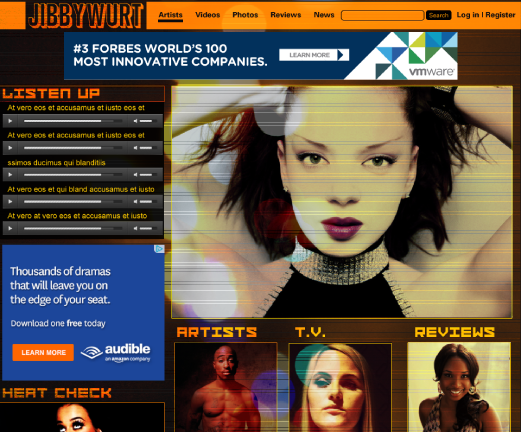 JIBBYWURT
Artists Videos Photos Reviews News Search Log in I Register
#3 FORBES WORLD'S 100
MOST INNOVATIVE COMPANIES.
LEARN MORE
vmware
LISTEN UP
At vero eos et accusamus et iusto eos et
At vero eos et accusamus et iusto eos et
ssimos ducimus qui blanditiis
At vero eos et qui bland accusamus et iusto
At vero at vero eos et accusamus et iusto
Thousands of dramas
that will leave you on
the edge of your seat.
Download one free today
LEARN MORE
audible
an amazon company
HEAT CHECK
ARTISTS T.V. REVIEWS